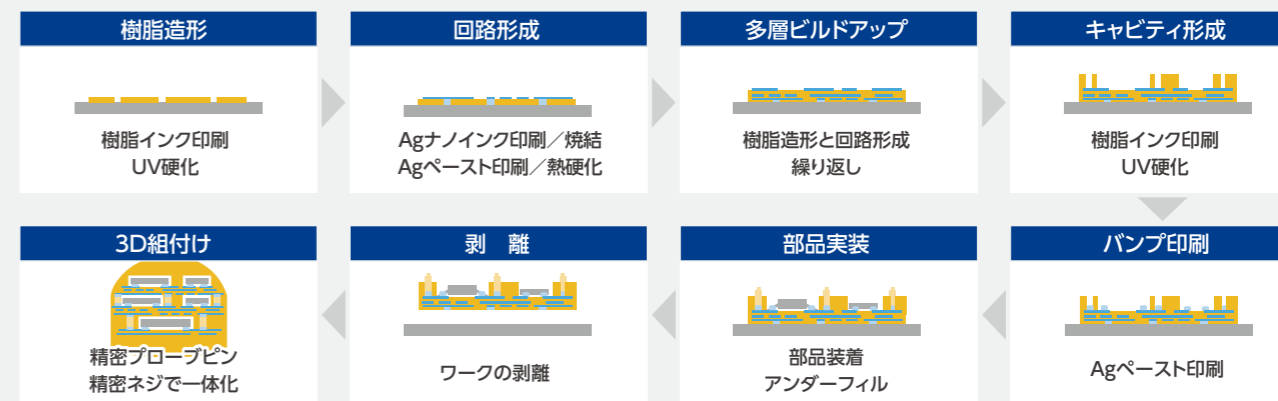 樹脂造形
樹脂インク印刷
UV硬化
回路形成
Agナノインク印刷／焼結
Agペースト印刷／熱硬化
多層ビルドアップ
樹脂造形と回路形成
繰り返し
キャビティ形成
樹脂インク印刷
UV硬化
バンプ印刷
Agペースト印刷
部品実装
部品装着
アンダーフィル
剥　離
ワークの剥離
3D組付け
精密プローブピン
精密ネジで一体化